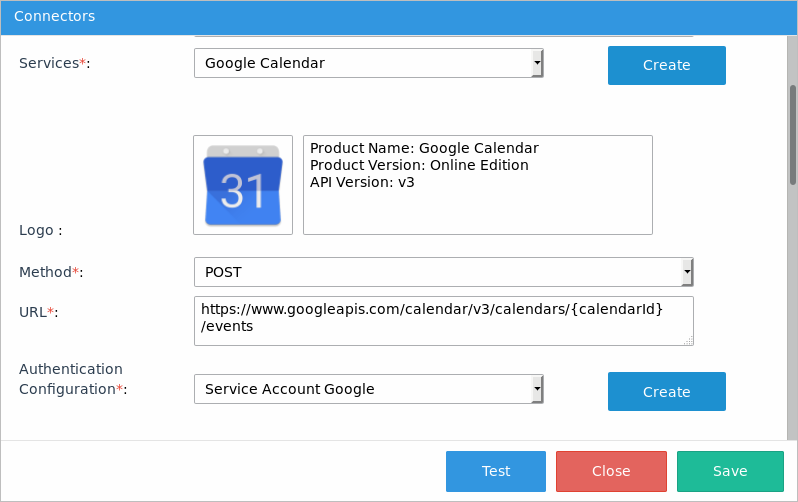 Connectors
Services*:
Google Calendar
Create
31
Product Name: Google Calendar
Product Version: Online Edition
API Version: v3
Logo :
Method*:
POST
URL*:
https://www.googleapis.com/calendar/v3/calendars/{calendarId}
/events
Authentication
Configuration*:
Service Account Google
Create
Test
Close
Save